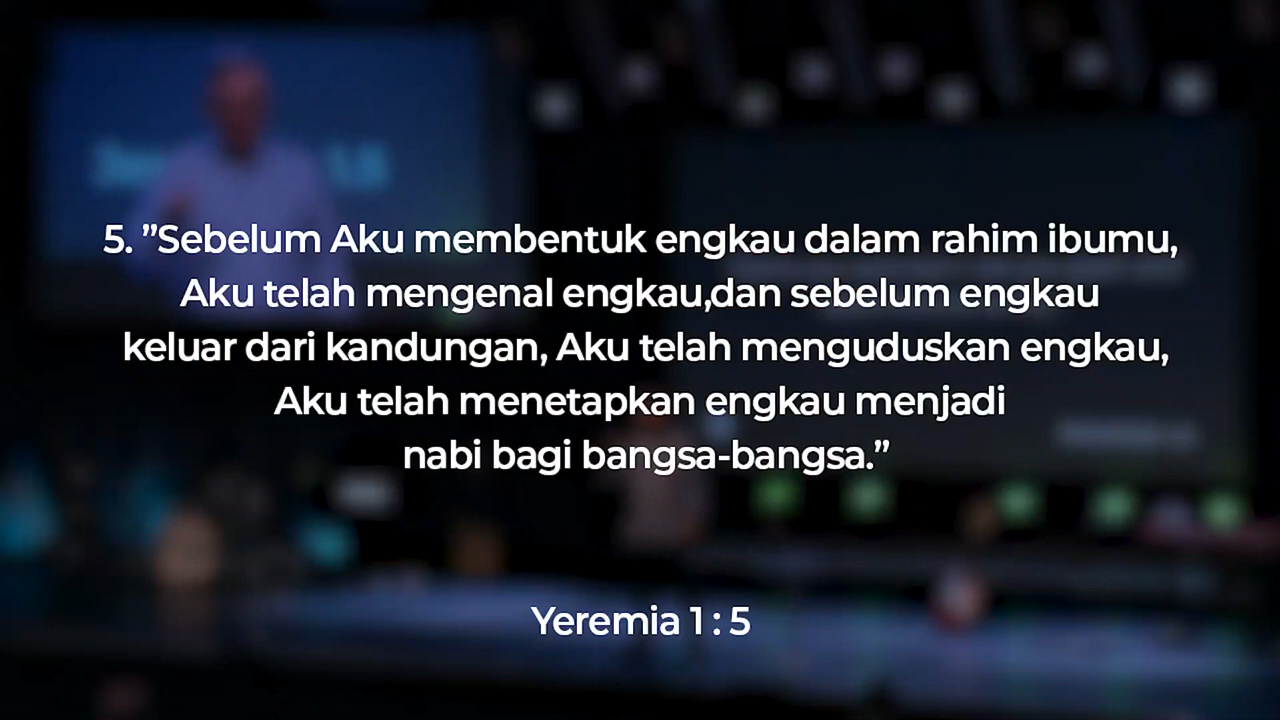 5. ”Sebelum Aku membentuk engkau dalam rahim ibumu,
Aku telah mengenal engkau,dan sebelum engkau
keluar dari kandungan, Aku telah menguduskan engkau,
Aku telah menetapkan engkau menjadi
nabi bagi bangsa-bangsa.”
Yeremia 1 : 5